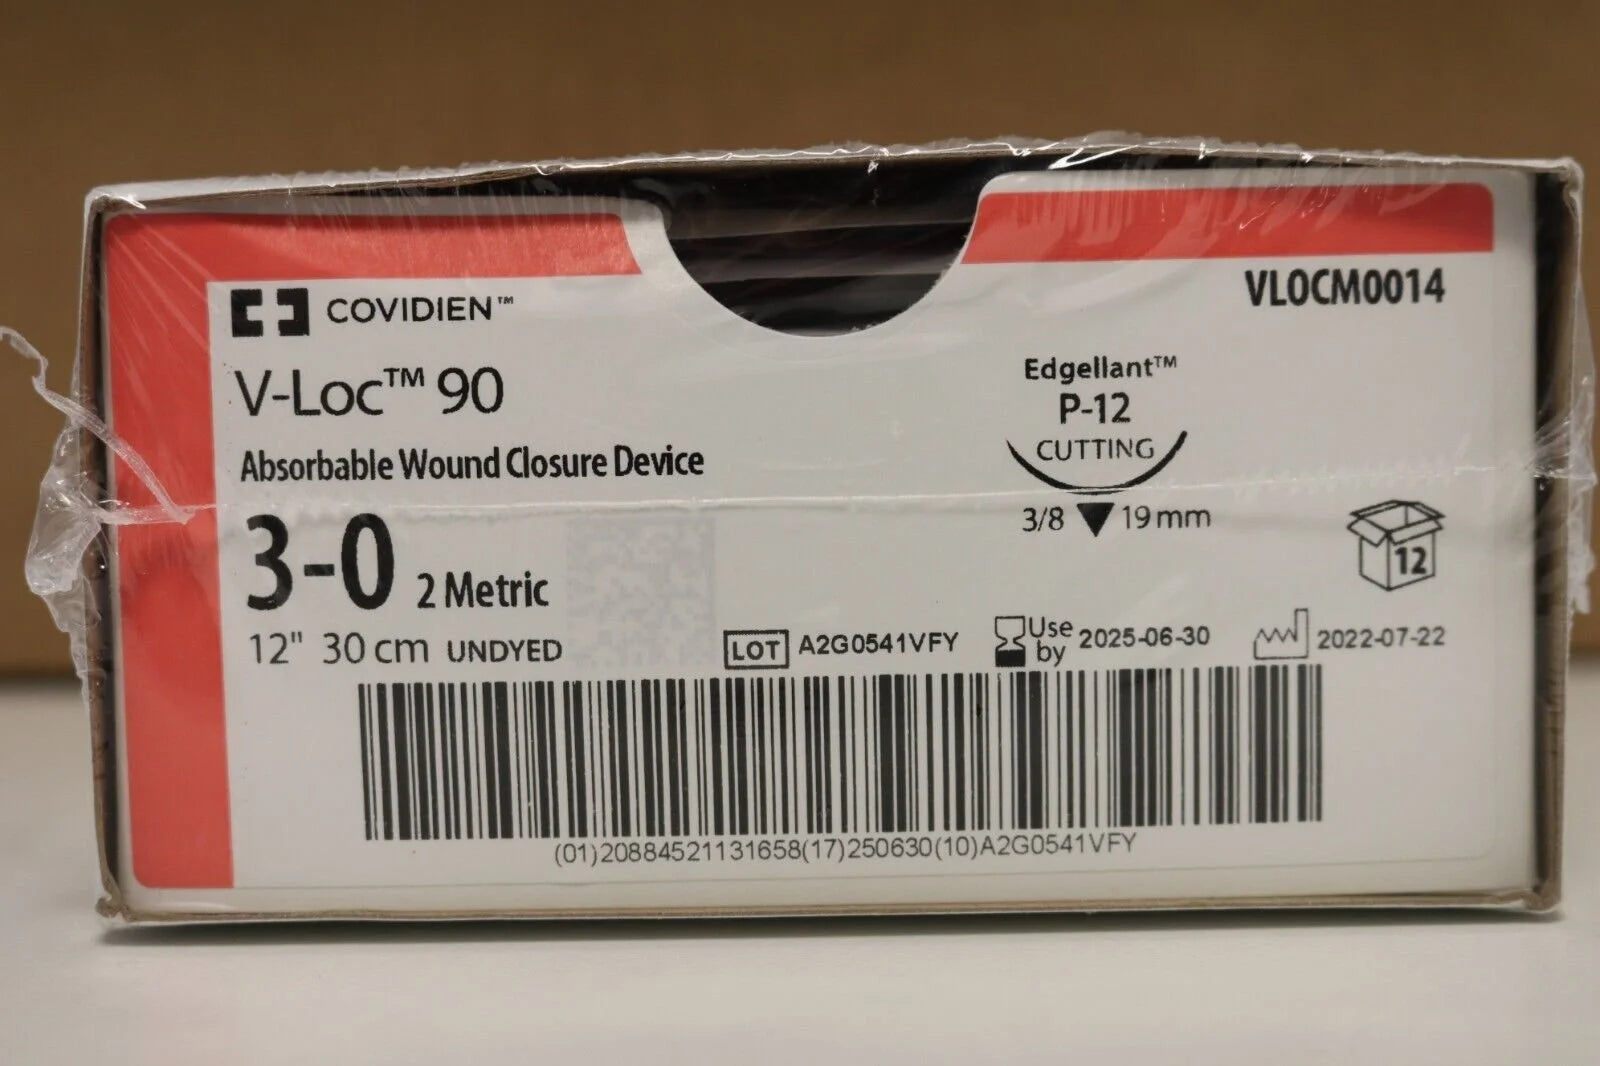 COVIDIEN™
VLOCM0014
V-Loc™ 90
Edgellant™
P-12
CUTTING
Absorbable Wound Closure Device
3/8 19 mm
12
3-0 2 Metric
12" 30 cm UNDYED
LOT A2G0541VFY
Use by 2025-06-30
2022-07-22
(01)20884521131658(17)250630(10)A2G0541VFY